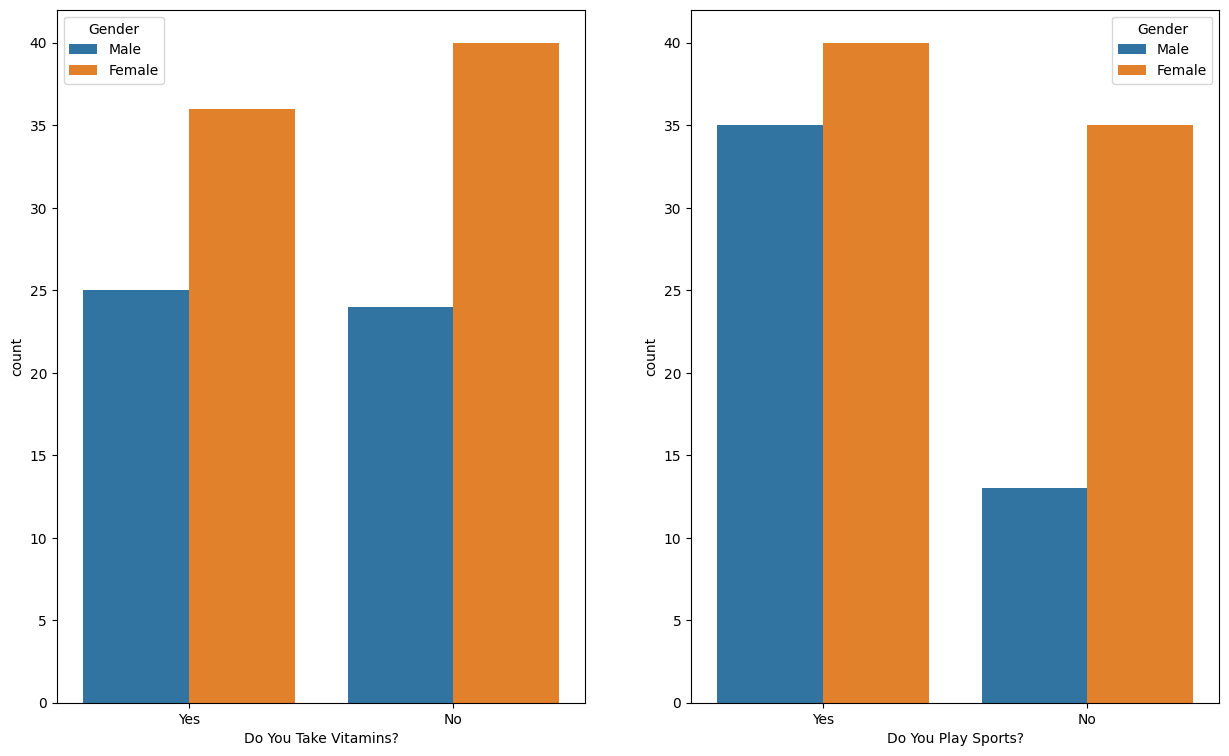 Gender
Male
Female
40
35
30
25
20
15
10
5
0
count
Yes
No
Do You Take Vitamins?
Gender
Male
Female
40
35
30
25
20
15
10
5
0
count
Yes
No
Do You Play Sports?